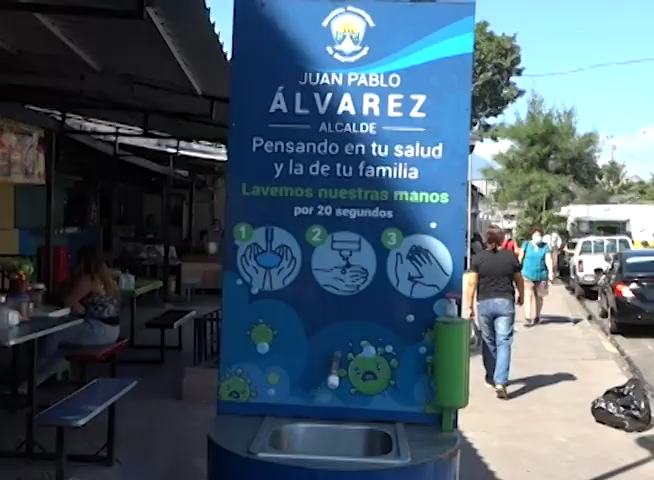 JUAN PABLO
ÁLVAREZ
ALCALDE
Pensando en tu salud
y la de tu familia
Lavemos nuestras manos
por 20 segundos
1 2 3